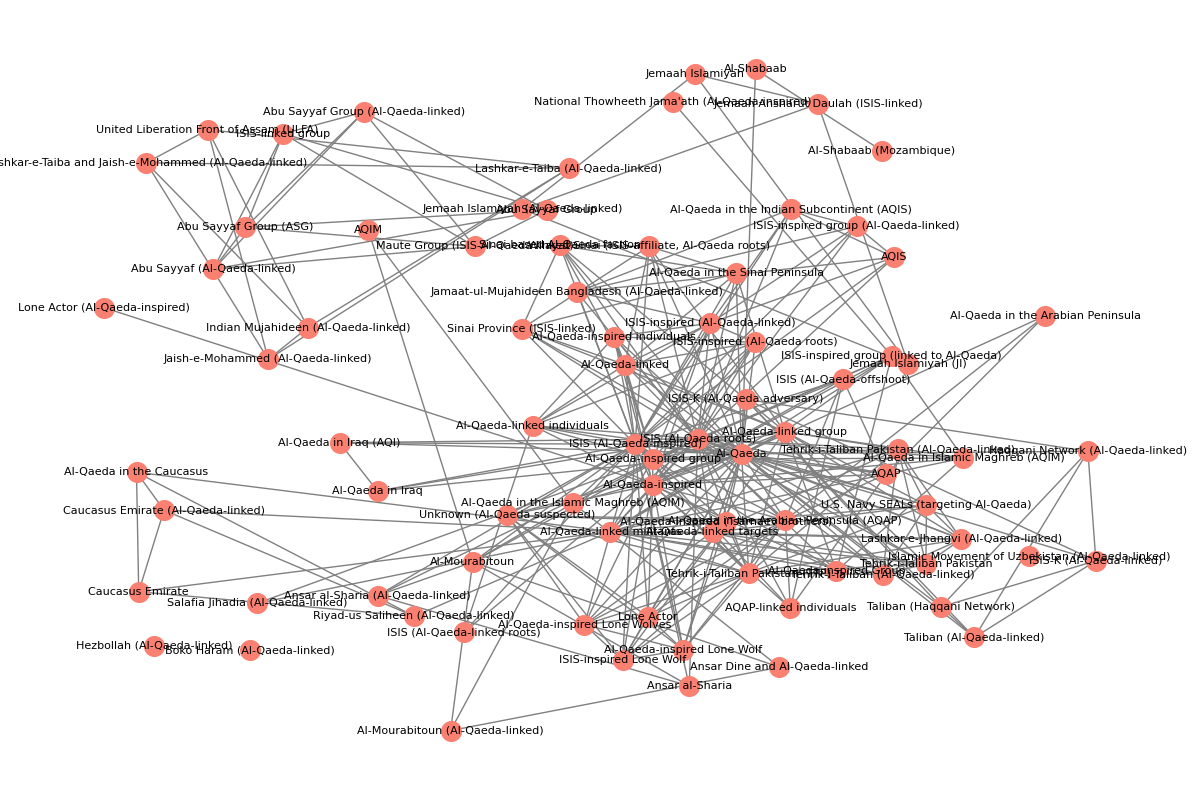 Al-Shabaab
Jemaah Islamiyah
National Thowheeth Jama'ath (Al-Qaeda-inspired)
Jemaah Ansharut Daulah (ISIS-linked)
Abu Sayyaf Group (Al-Qaeda-linked)
United Liberation Front of Assam (ULFA)
ISIS-linked group
Al-Shabaab (Mozambique)
shkar-e-Taiba and Jaish-e-Mohammed (Al-Qaeda-linked)
Lashkar-e-Taiba (Al-Qaeda-linked)
Jemaah Islamiyah (Al-Qaeda-linked)
Abu Sayyaf Group
Al-Qaeda in the Indian Subcontinent (AQIS)
Abu Sayyaf Group (ASG)
AQIM
ISIS-inspired group (Al-Qaeda-linked)
Maute Group (ISIS
(ISIS-affiliate, Al-Qaeda roots)
AQIS
Abu Sayyaf (Al-Qaeda-linked)
Al-Qaeda in the Sinai Peninsula
Jamaat-ul-Mujahideen Bangladesh (Al-Qaeda-linked)
Lone Actor (Al-Qaeda-inspired)
Al-Qaeda in the Arabian Peninsula
ISIS-inspired (Al-Qaeda-linked)
Indian Mujahideen (Al-Qaeda-linked)
Sinai Province (ISIS-linked)
Al-Qaeda-inspired individuals
ISIS-inspired (Al-Qaeda roots)
Jaish-e-Mohammed (Al-Qaeda-linked)
ISIS-inspired group (linked to Al-Qaeda)
Al-Qaeda-linked
Jemaah Islamiyah (JI)
ISIS (Al-Qaeda-offshoot)
ISIS-K (Al-Qaeda adversary)
Al-Qaeda-linked individuals
Al-Qaeda-linked group
Al-Qaeda in Iraq (AQI)
ISIS (Al-Qaeda-inspired)
ISIS (Al-Qaeda roots)
Tehrik-i-Taliban Pakistan (Al-Qaeda-linked)
Haqqani Network (Al-Qaeda-linked)
Al-Qaeda
Al-Qaeda-inspired group
Al-Qaeda in Islamic Maghreb (AQIM)
Al-Qaeda in the Caucasus
AQAP
Al-Qaeda-inspired
Al-Qaeda in Iraq
Al-Qaeda in the Islamic Maghreb (AQIM)
U.S. Navy SEALs (targeting Al-Qaeda)
Caucasus Emirate (Al-Qaeda-linked)
Unknown (Al-Qaeda suspected)
Al-Qaeda in the Arabian Peninsula (AQAP)
Al-Qaeda-linked militants
Al-Qaeda-linked targets
Lashkar-e-Jhangvi (Al-Qaeda-linked)
Islamic Movement of Uzbekistan (Al-Qaeda-linked)
ISIS-K (Al-Qaeda-linked)
Al-Mourabitoun
Tehrik-i-Taliban Pakistan
Tehrik-i-Taliban Pakistan
Al-Qaeda-inspired Group
Tehrik-i-Taliban (Al-Qaeda-linked)
Caucasus Emirate
Ansar al-Sharia (Al-Qaeda-linked)
Salafia Jihadia (Al-Qaeda-linked)
AQAP-linked individuals
Taliban (Haqqani Network)
Riyad-us Saliheen (Al-Qaeda-linked)
Lone Actor
Al-Qaeda-inspired Lone Wolves
ISIS (Al-Qaeda-linked roots)
Taliban (Al-Qaeda-linked)
Hezbollah (Al-Qaeda-linked)
Boko Haram (Al-Qaeda-linked)
Al-Qaeda-inspired Lone Wolf
ISIS-inspired Lone Wolf
Ansar Dine and Al-Qaeda-linked
Ansar al-Sharia
Al-Mourabitoun (Al-Qaeda-linked)